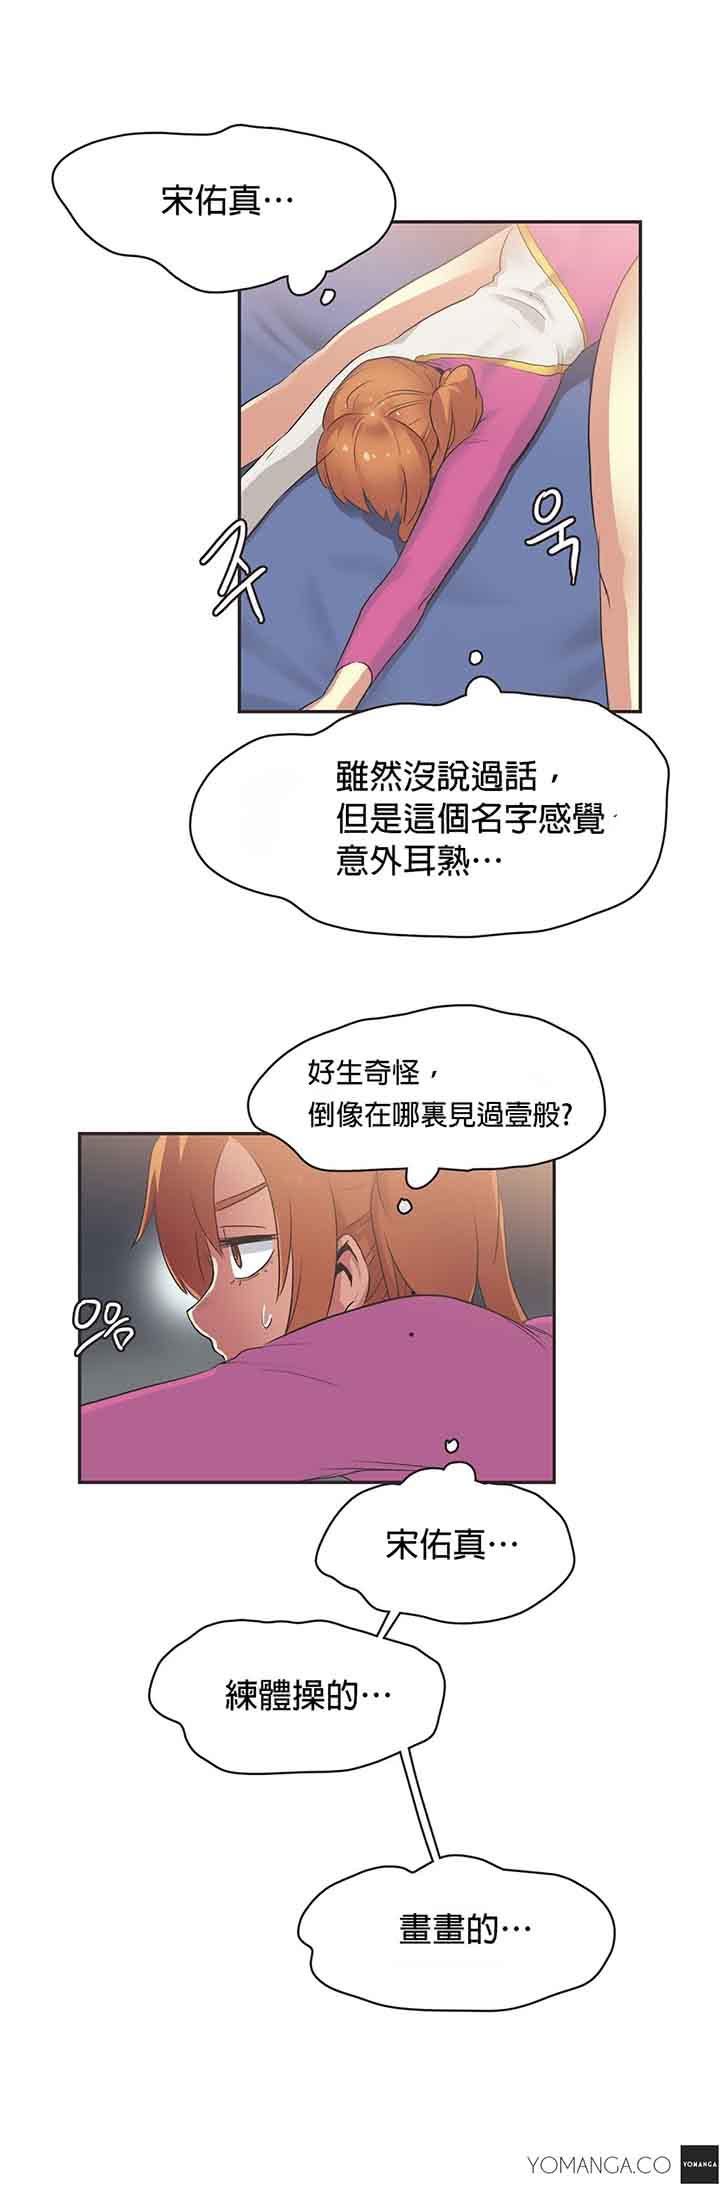 宋佑真…
주
욱
雖然沒說過話，
但是這個名字感覺
意外耳熟…
好生奇怪，
倒像在哪裏見過壹般?
음
宋佑真…
練體操的…
畫畫的…
YOMANGA.CO
YOMANGA